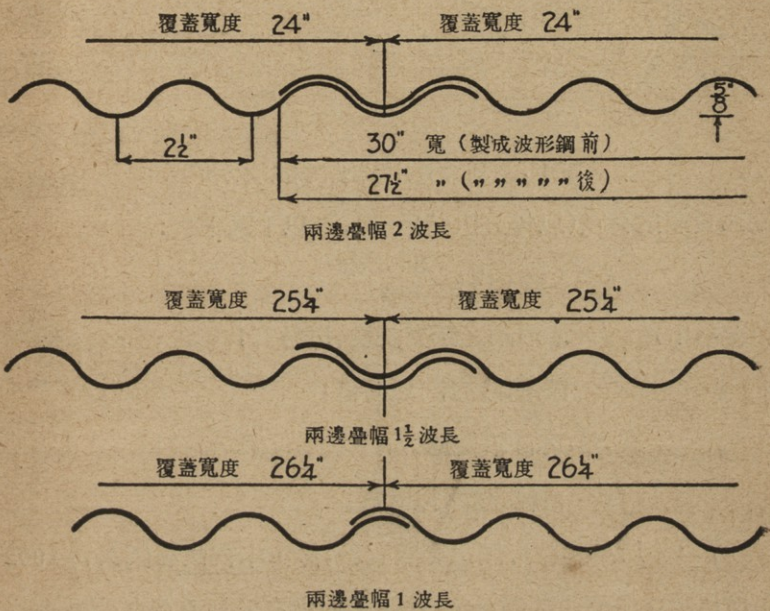 覆蓋寬度 24" 覆蓋寬度 24"
5/8"
2½" 30" 寬（製成波形鋼前）
27½" 〃（〃〃〃〃〃後）
兩邊疊幅2波長
覆蓋寬度 25¼" 覆蓋寬度 25¼"
兩邊疊幅1½波長
覆蓋寬度 26¼" 覆蓋寬度 26¼"
兩邊疊幅1波長